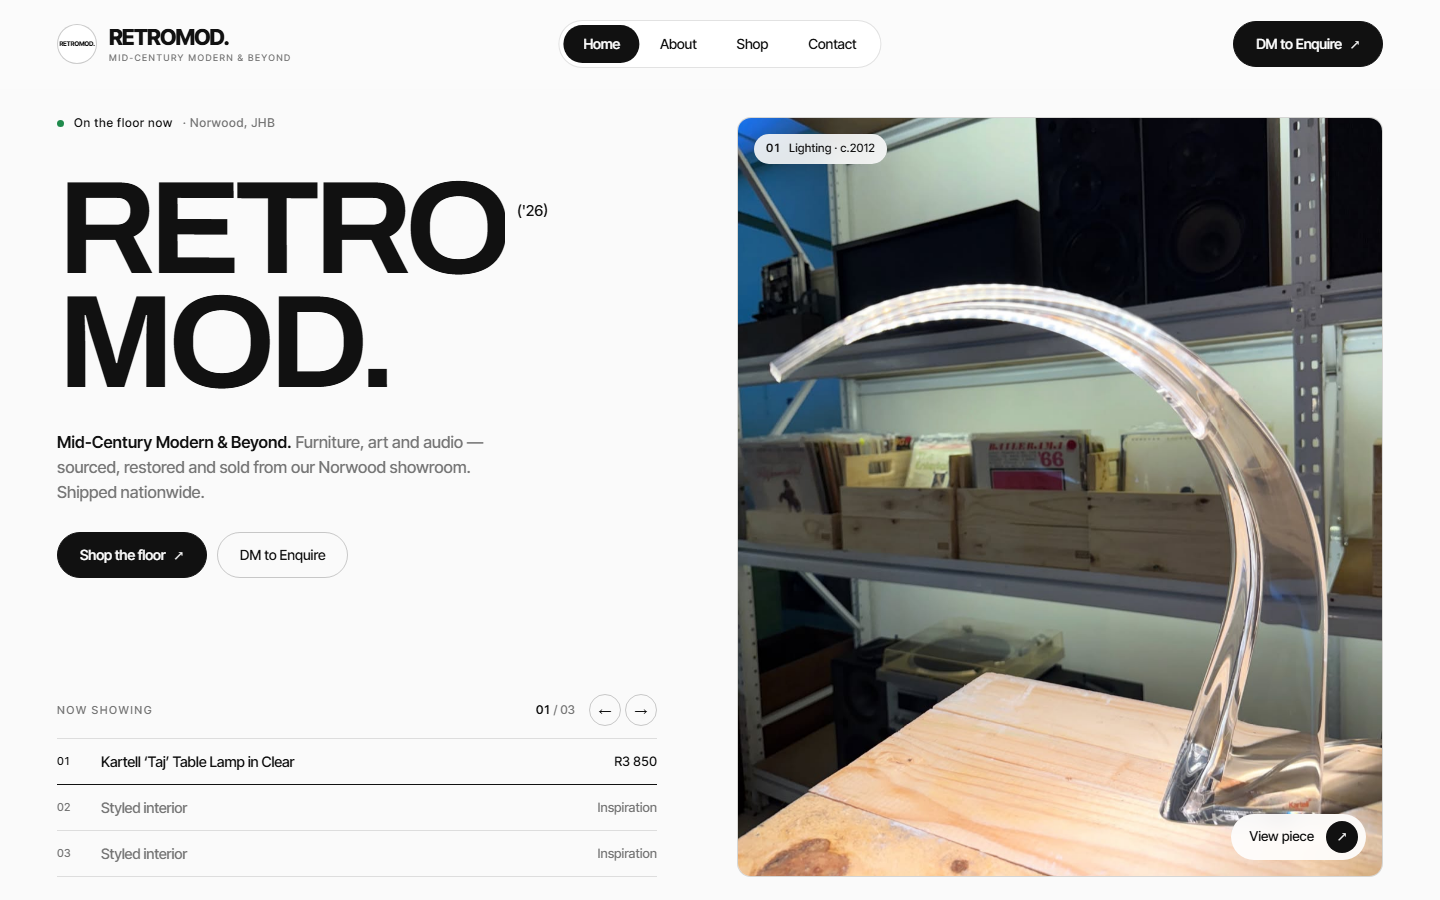 RETROMOD.
RETROMOD.
MID-CENTURY MODERN & BEYOND
Home
About
Shop
Contact
DM to Enquire ↗
On the floor now · Norwood, JHB
RETRO ('26)
MOD.
Mid-Century Modern & Beyond. Furniture, art and audio —
sourced, restored and sold from our Norwood showroom.
Shipped nationwide.
Shop the floor ↗
DM to Enquire
NOW SHOWING
01 / 03
← →
01 Kartell ‘Taj’ Table Lamp in Clear R3 850
02 Styled interior Inspiration
03 Styled interior Inspiration
01 Lighting · c.2012
'66
View piece ↗